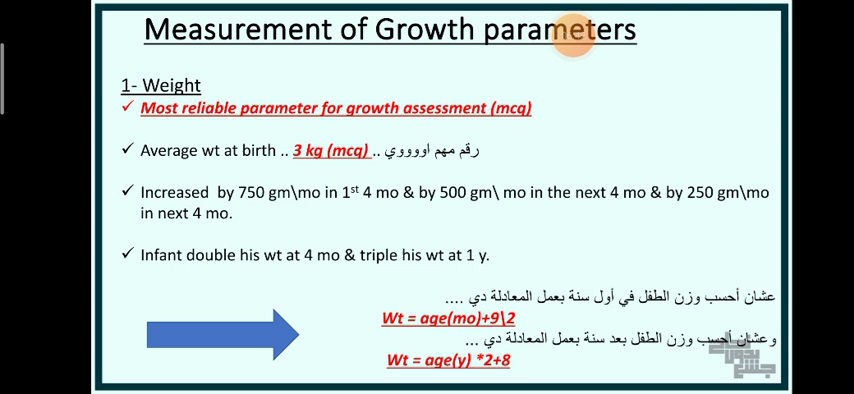 Measurement of Growth parameters
1- Weight
✓ Most reliable parameter for growth assessment (mcq)
✓ Average wt at birth .. 3 kg (mcq) .. رقم مهم اووووي
✓ Increased by 750 gm\mo in 1st 4 mo & by 500 gm\ mo in the next 4 mo & by 250 gm\mo
in next 4 mo.
✓ Infant double his wt at 4 mo & triple his wt at 1 y.
عشان أحسب وزن الطفل في أول سنة بعمل المعادلة دي ....
Wt = age(mo)+9\2
وعشان أحسب وزن الطفل بعد سنة بعمل المعادلة دي ...
Wt = age(y) *2+8